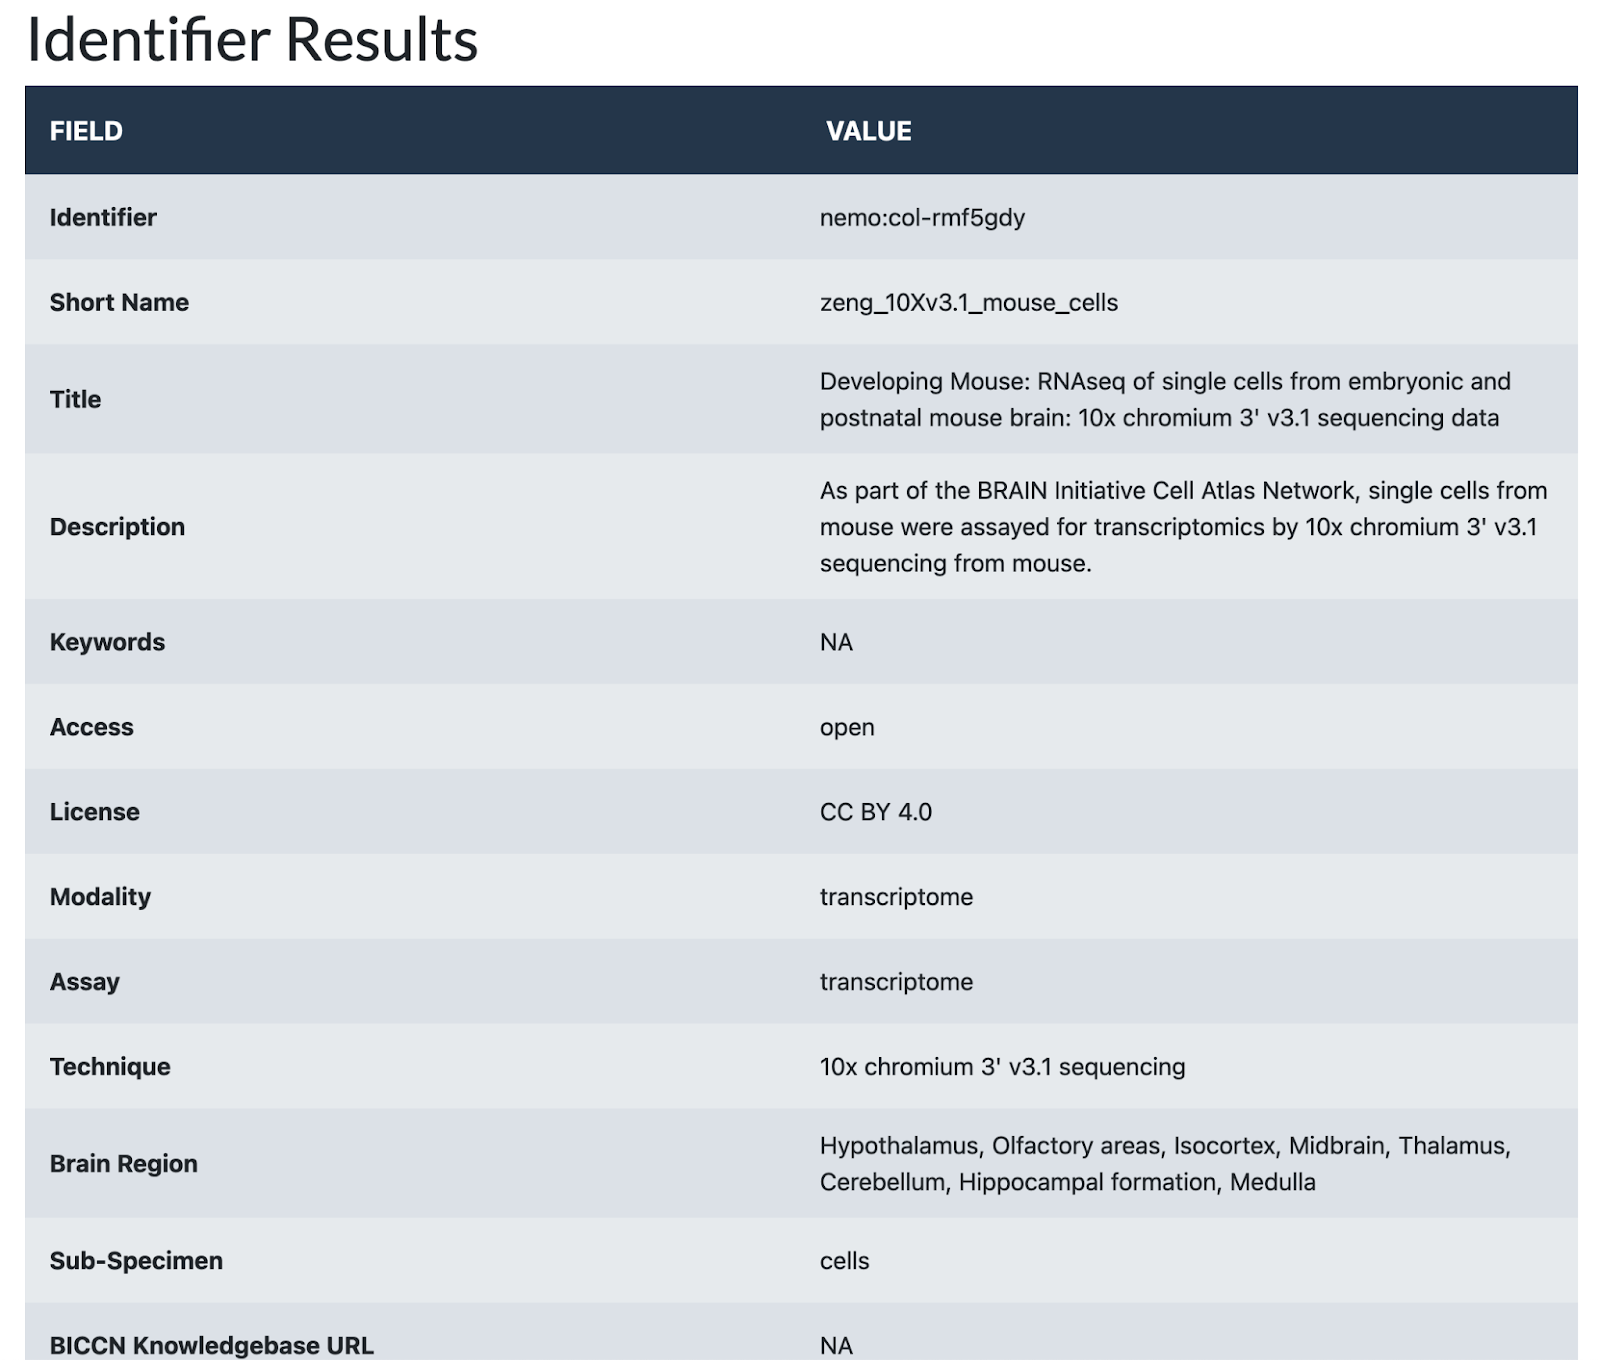 Identifier Results
FIELD VALUE
Identifier nemo:col-rmf5gdy
Short Name zeng_10Xv3.1_mouse_cells
Title Developing Mouse: RNAseq of single cells from embryonic and
postnatal mouse brain: 10x chromium 3' v3.1 sequencing data
Description As part of the BRAIN Initiative Cell Atlas Network, single cells from
mouse were assayed for transcriptomics by 10x chromium 3' v3.1
sequencing from mouse.
Keywords NA
Access open
License CC BY 4.0
Modality transcriptome
Assay transcriptome
Technique 10x chromium 3' v3.1 sequencing
Brain Region Hypothalamus, Olfactory areas, Isocortex, Midbrain, Thalamus,
Cerebellum, Hippocampal formation, Medulla
Sub-Specimen cells
BICCN Knowledgebase URL NA